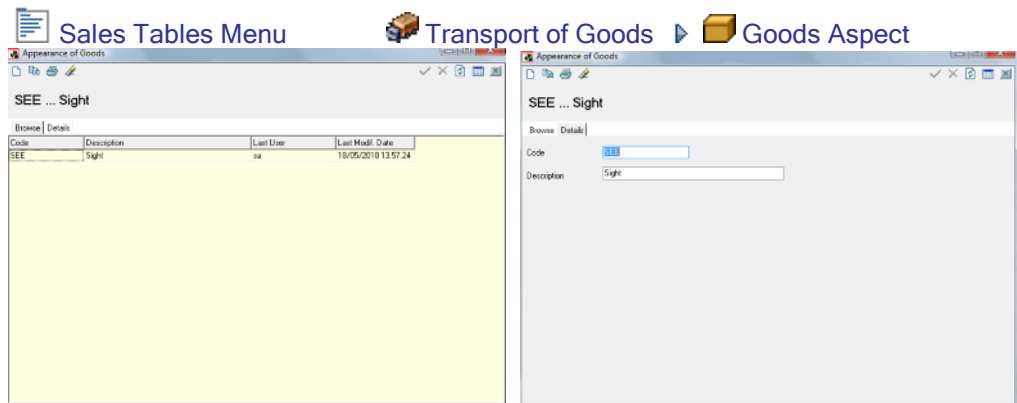 Sales Tables Menu
Transport of Goods
Goods Aspect
Appearance of Goods
SEE ... Sight
Browse Details
Code Description Last User Last Modif. Date
SEE Sight sa 18/05/2010 13.57.24
Appearance of Goods
SEE ... Sight
Browse Details
Code SEE
Description Sight